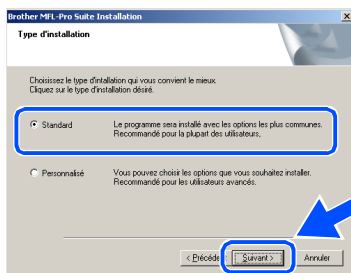 Brother MFL-Pro Suite Installation
Type d'installation
Choisissez le type d'intallation qui vous convient le mieux.
Cliquez sur le type d'installation désiré.
Standard
Le programme sera installé avec les options les plus communes.
Recommandé pour la plupart des utilisateurs,
Personnalisé
Vous pouvez choisir les options que vous souhaitez installer.
Recommandé pour les utilisateurs avancés.
< Précédent Suivant > Annuler